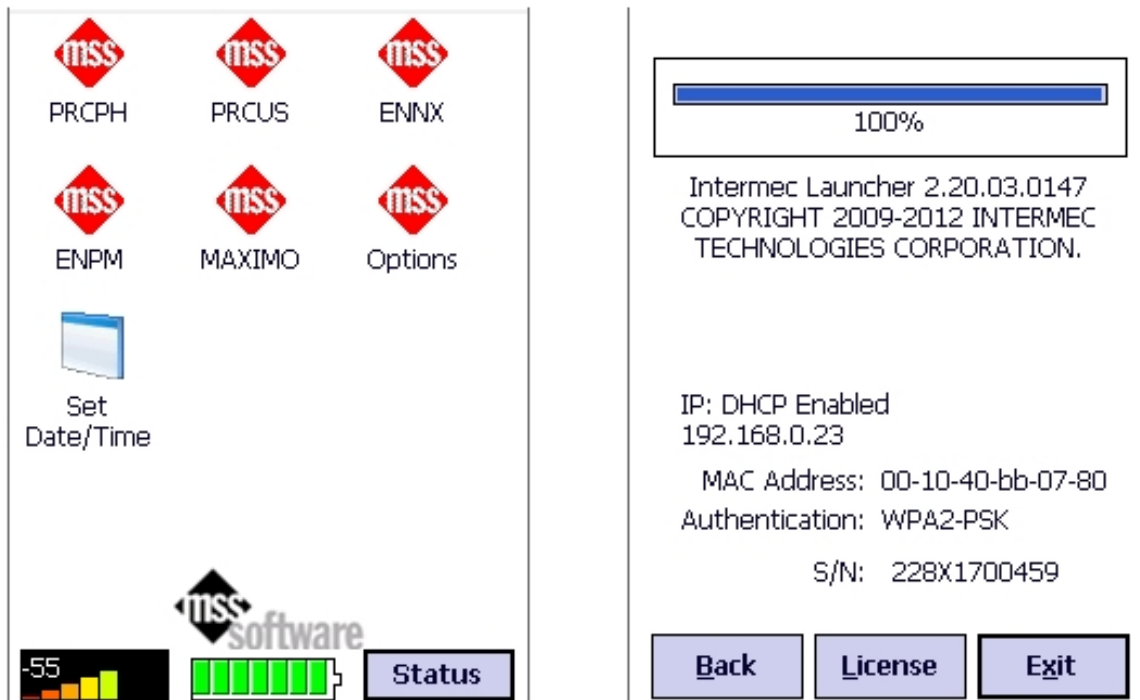 mss mss mss
PRCPH PRCUS ENNX
mss mss mss
ENPM MAXIMO Options
Set
Date/Time
mss
software
-55
Status
100%
Intermec Launcher 2.20.03.0147
COPYRIGHT 2009-2012 INTERMEC
TECHNOLOGIES CORPORATION.
IP: DHCP Enabled
192.168.0.23
MAC Address: 00-10-40-bb-07-80
Authentication: WPA2-PSK
S/N: 228X1700459
Back License Exit